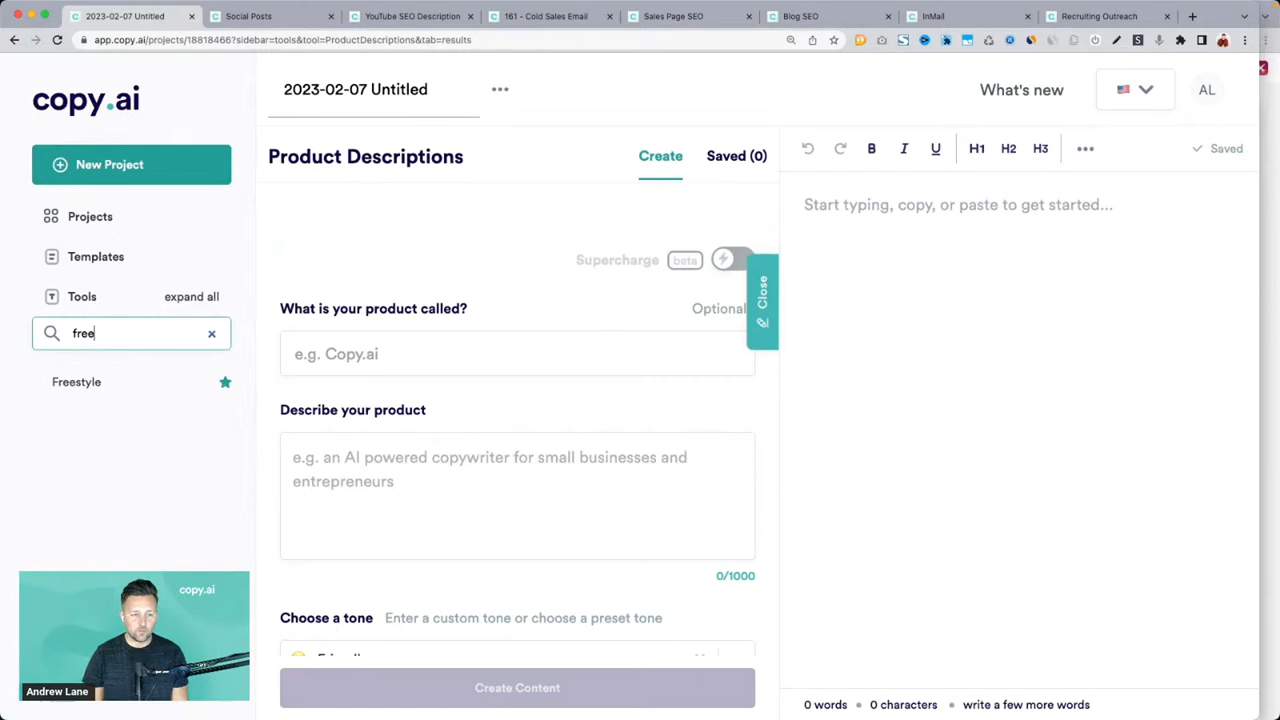 2023-02-07 Untitled
Social Posts
YouTube SEO Description
161 - Cold Sales Email
Sales Page SEO
Blog SEO
InMail
Recruiting Outreach
app.copy.ai/projects/18818466?sidebar=tools&tool=ProductDescriptions&tab=results
copy.ai
2023-02-07 Untitled
What's new
AL
New Project
Product Descriptions
Create
Saved (0)
B I U H1 H2 H3
Saved
Projects
Start typing, copy, or paste to get started...
Templates
Supercharge beta
Tools
expand all
What is your product called?
Optional
Close
free
e.g. Copy.ai
Freestyle
Describe your product
e.g. an AI powered copywriter for small businesses and
entrepreneurs
0/1000
copy.ai
Choose a tone
Enter a custom tone or choose a preset tone
Create Content
Andrew Lane
0 words
0 characters
write a few more words